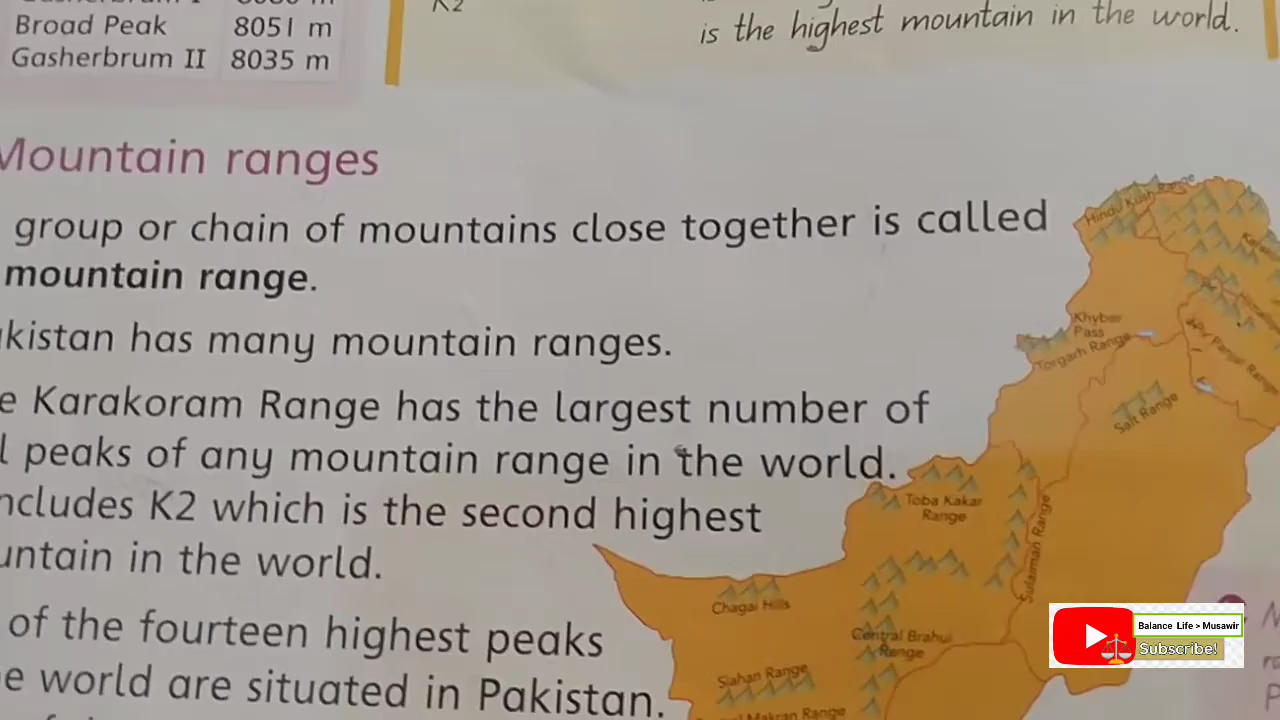 K2
is the highest mountain in the world.
Broad Peak 8051 m
Gasherbrum II 8035 m
Mountain ranges
group or chain of mountains close together is called
mountain range.
has many mountain ranges.
Karakoram Range has the largest number of
peaks of any mountain range in the world.
K2 which is the second highest
in the world.
of the fourteen highest peaks
world are situated in Pakistan.
Hindu Kush Range
Khyber
Pass
Torgarh Range
Salt Range
Toba Kakar
Range
Sulaiman Range
Chagai Hills
Central Brahui
Range
Siahan Range
Makran Range
Balance Life > Musawir
Subscribe!